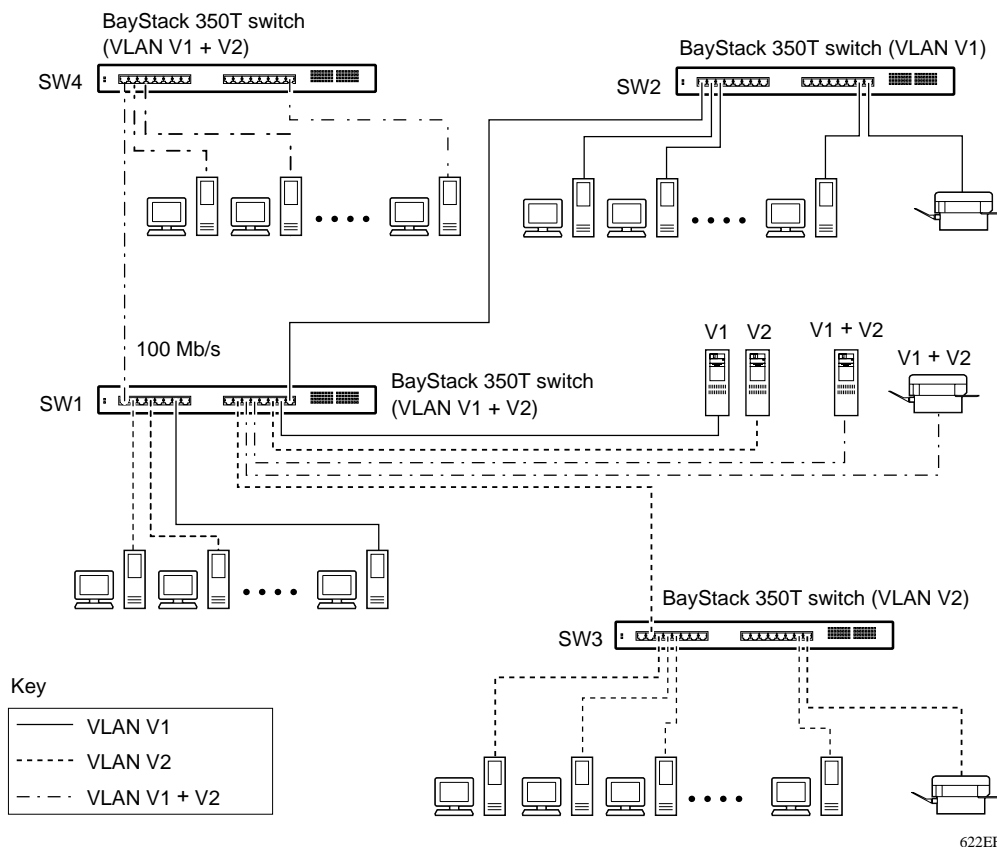 BayStack 350T switch
(VLAN V1 + V2)
SW4
BayStack 350T switch (VLAN V1)
SW2
100 Mb/s
SW1
BayStack 350T switch
(VLAN V1 + V2)
V1
V2
V1 + V2
V1 + V2
BayStack 350T switch (VLAN V2)
SW3
Key
VLAN V1
VLAN V2
VLAN V1 + V2